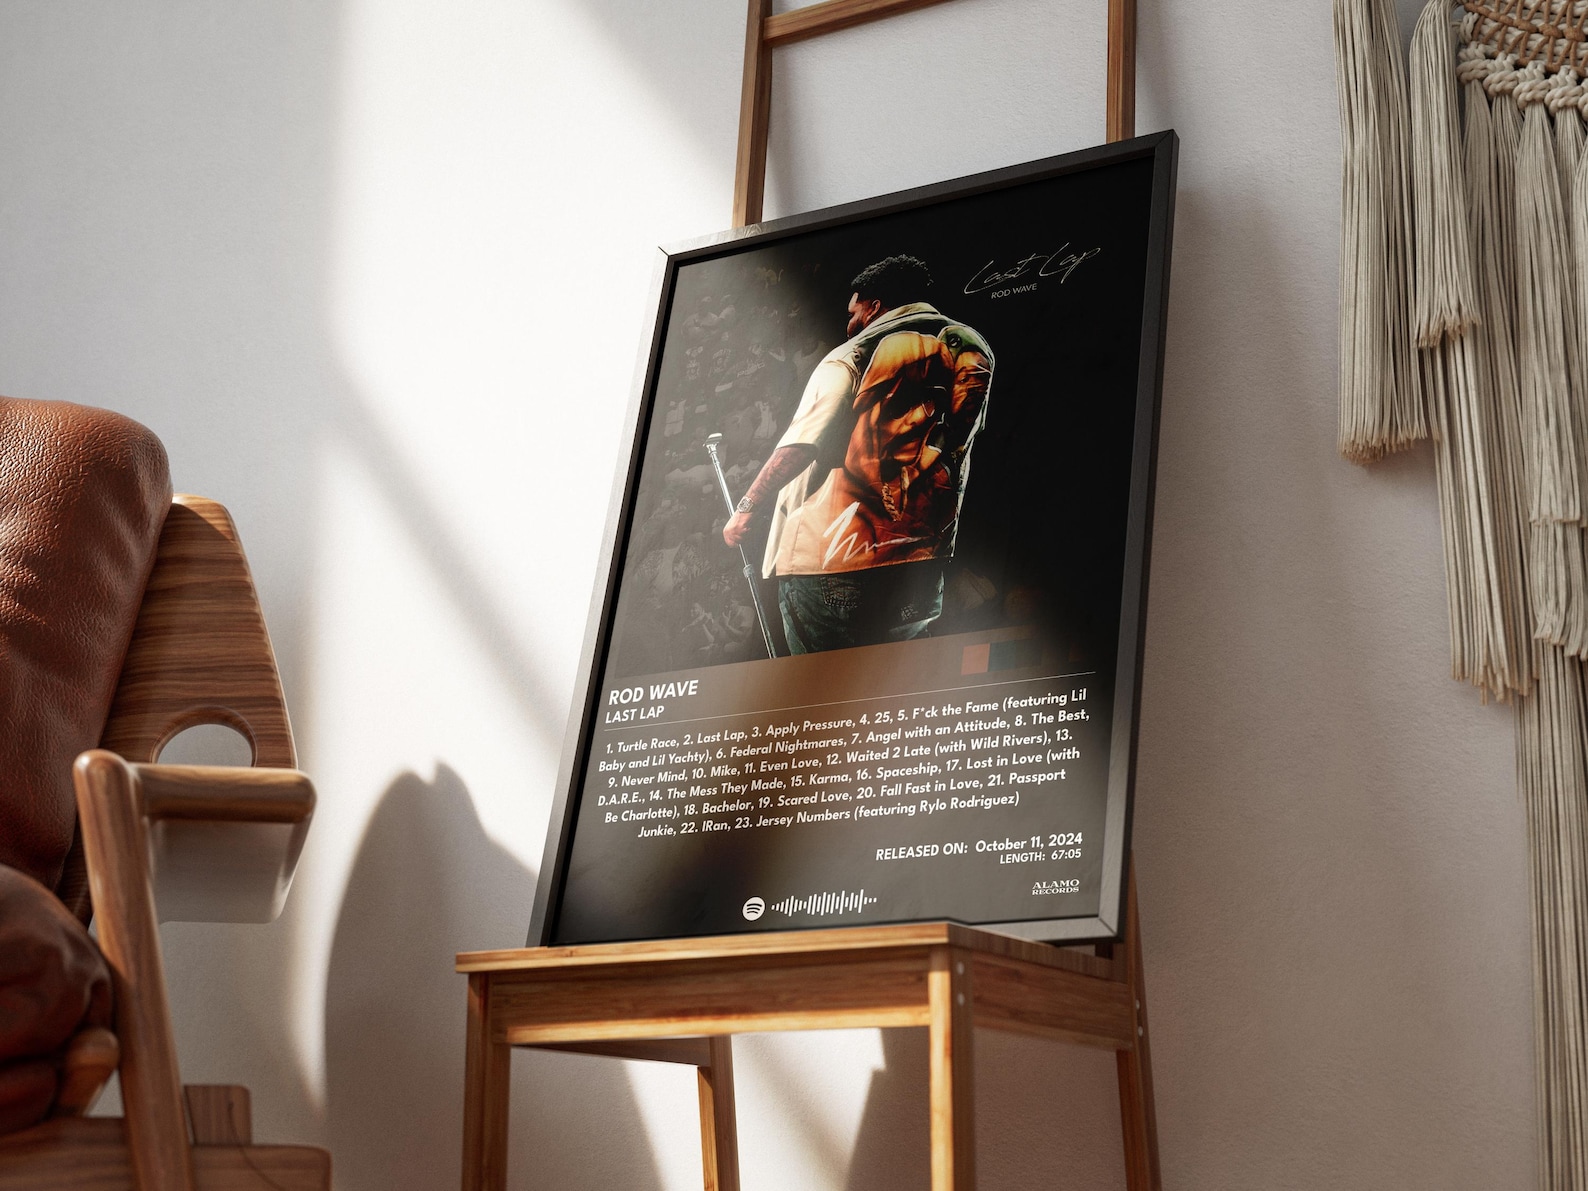 Last Lap
ROD WAVE
ROD WAVE
LAST LAP
1. Turtle Race, 2. Last Lap, 3. Apply Pressure, 4. 25, 5. F*ck the Fame (featuring Lil
Baby and Lil Yachty), 6. Federal Nightmares, 7. Angel with an Attitude, 8. The Best,
9. Never Mind, 10. Mike, 11. Even Love, 12. Waited 2 Late (with Wild Rivers), 13.
D.A.R.E., 14. The Mess They Made, 15. Karma, 16. Spaceship, 17. Lost in Love (with
Be Charlotte), 18. Bachelor, 19. Scared Love, 20. Fall Fast in Love, 21. Passport
Junkie, 22. IRan, 23. Jersey Numbers (featuring Rylo Rodriguez)
RELEASED ON: October 11, 2024
LENGTH: 67:05
ALAMO
RECORDS